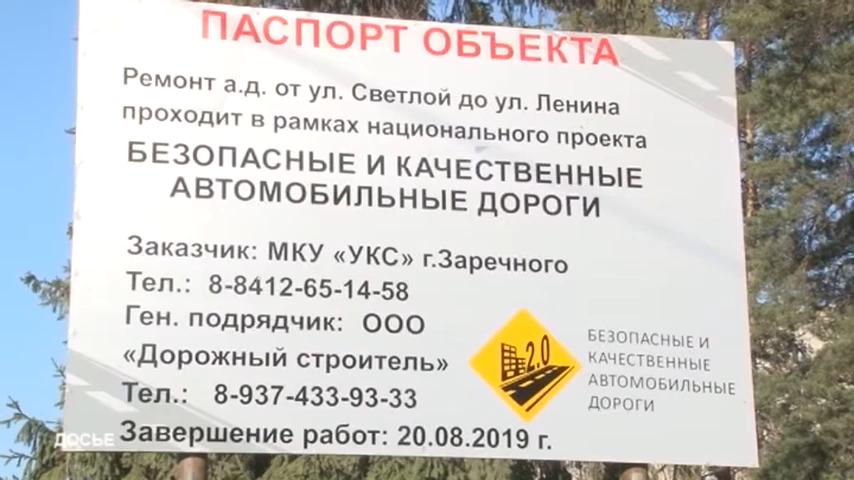 ПАСПОРТ ОБЪЕКТА
Ремонт а.д. от ул. Светлой до ул. Ленина
проходит в рамках национального проекта
БЕЗОПАСНЫЕ И КАЧЕСТВЕННЫЕ
АВТОМОБИЛЬНЫЕ ДОРОГИ
Заказчик: МКУ «УКС» г.Заречного
Тел.: 8-8412-65-14-58
Ген. подрядчик: ООО
«Дорожный строитель»
Тел.: 8-937-433-93-33
Завершение работ: 20.08.2019 г.
2.0
БЕЗОПАСНЫЕ И
КАЧЕСТВЕННЫЕ
АВТОМОБИЛЬНЫЕ
ДОРОГИ
ДОСЬЕ